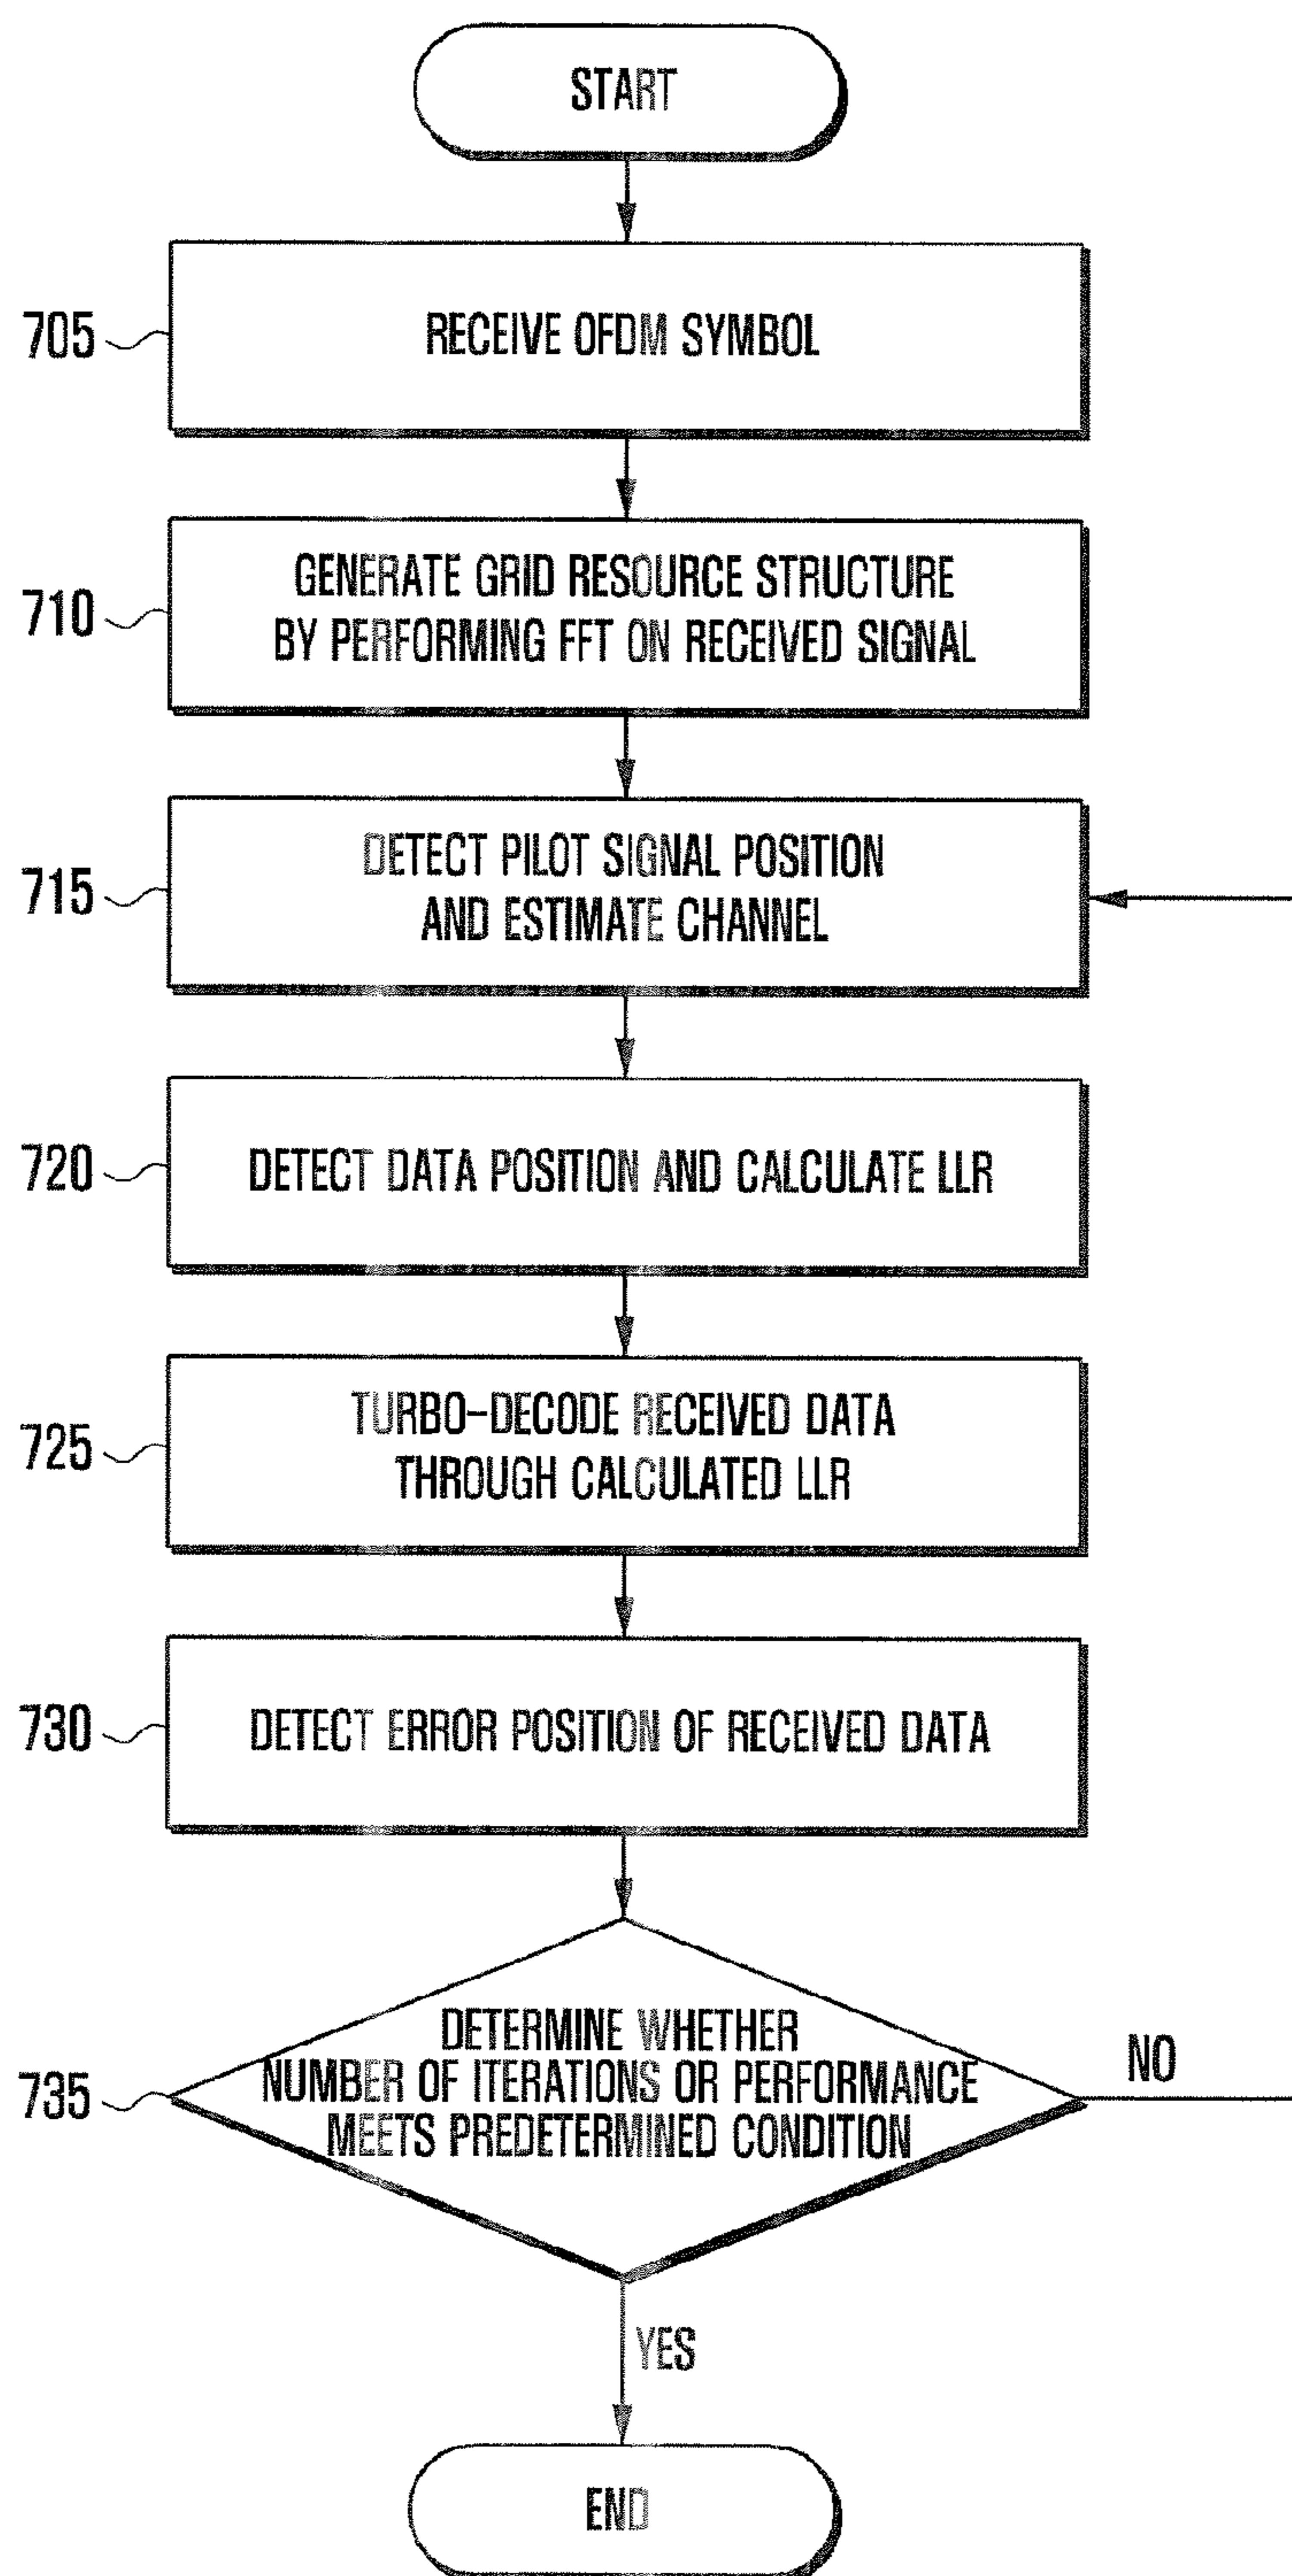 START
705
RECEIVE OFDM SYMBOL
710
GENERATE GRID RESOURCE STRUCTURE
BY PERFORMING FFT ON RECEIVED SIGNAL
715
DETECT PILOT SIGNAL POSITION
AND ESTIMATE CHANNEL
720
DETECT DATA POSITION AND CALCULATE LLR
725
TURBO-DECODE RECEIVED DATA
THROUGH CALCULATED LLR
730
DETECT ERROR POSITION OF RECEIVED DATA
735
DETERMINE WHETHER
NUMBER OF ITERATIONS OR PERFORMANCE
MEETS PREDETERMINED CONDITION
NO
YES
END